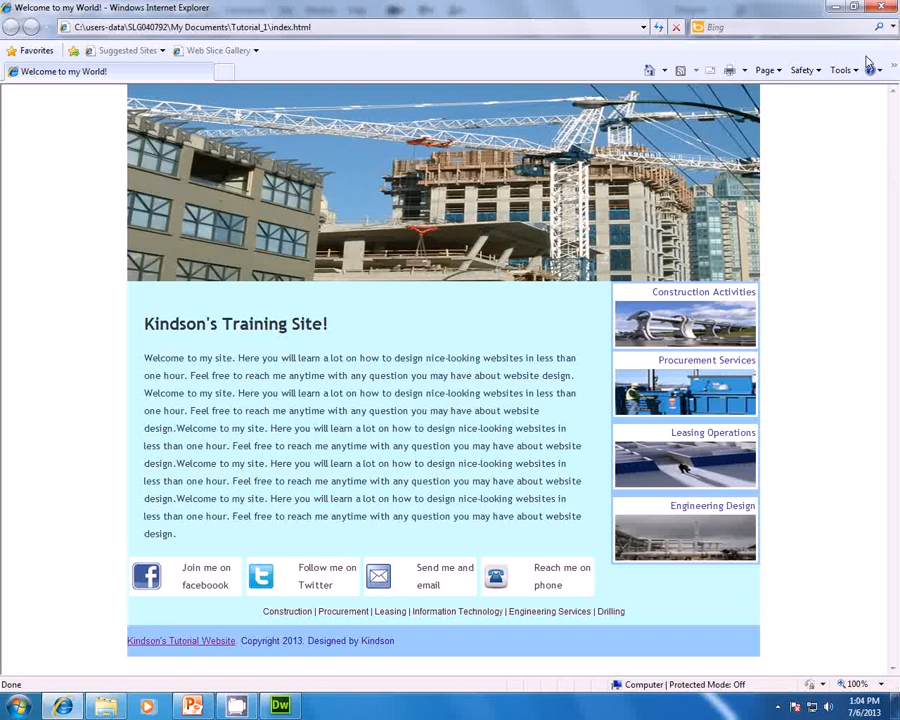 Welcome to my World! - Windows Internet Explorer
C:\users-data\SLG040792\My Documents\Tutorial_1\index.html
Bing
Favorites
Suggested Sites
Web Slice Gallery
Welcome to my World!
Page
Safety
Tools
Construction Activities
Kindson's Training Site!
Welcome to my site. Here you will learn a lot on how to design nice-looking websites in less than
one hour. Feel free to reach me anytime with any question you may have about website design.
Welcome to my site. Here you will learn a lot on how to design nice-looking websites in less than
one hour. Feel free to reach me anytime with any question you may have about website
design.Welcome to my site. Here you will learn a lot on how to design nice-looking websites in
less than one hour. Feel free to reach me anytime with any question you may have about website
design.Welcome to my site. Here you will learn a lot on how to design nice-looking websites in
less than one hour. Feel free to reach me anytime with any question you may have about website
design.Welcome to my site. Here you will learn a lot on how to design nice-looking websites in
less than one hour. Feel free to reach me anytime with any question you may have about website
design.
Procurement Services
Leasing Operations
Engineering Design
Join me on
faceboook
Follow me on
Twitter
Send me and
email
Reach me on
phone
Construction | Procurement | Leasing | Information Technology | Engineering Services | Drilling
Kindson's Tutorial Website. Copyright 2013. Designed by Kindson
Done
Computer | Protected Mode: Off
100%
Dw
1:04 PM
7/6/2013